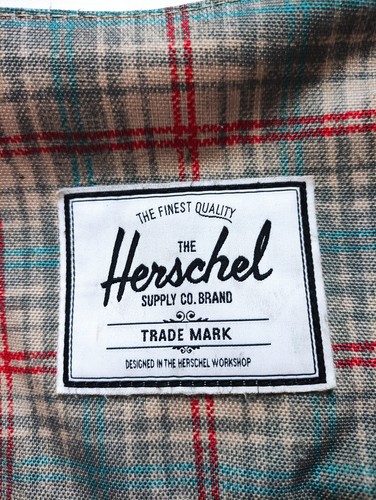 THE FINEST QUALITY
THE
Herschel
SUPPLY CO. BRAND
TRADE MARK
DESIGNED IN THE HERSCHEL WORKSHOP